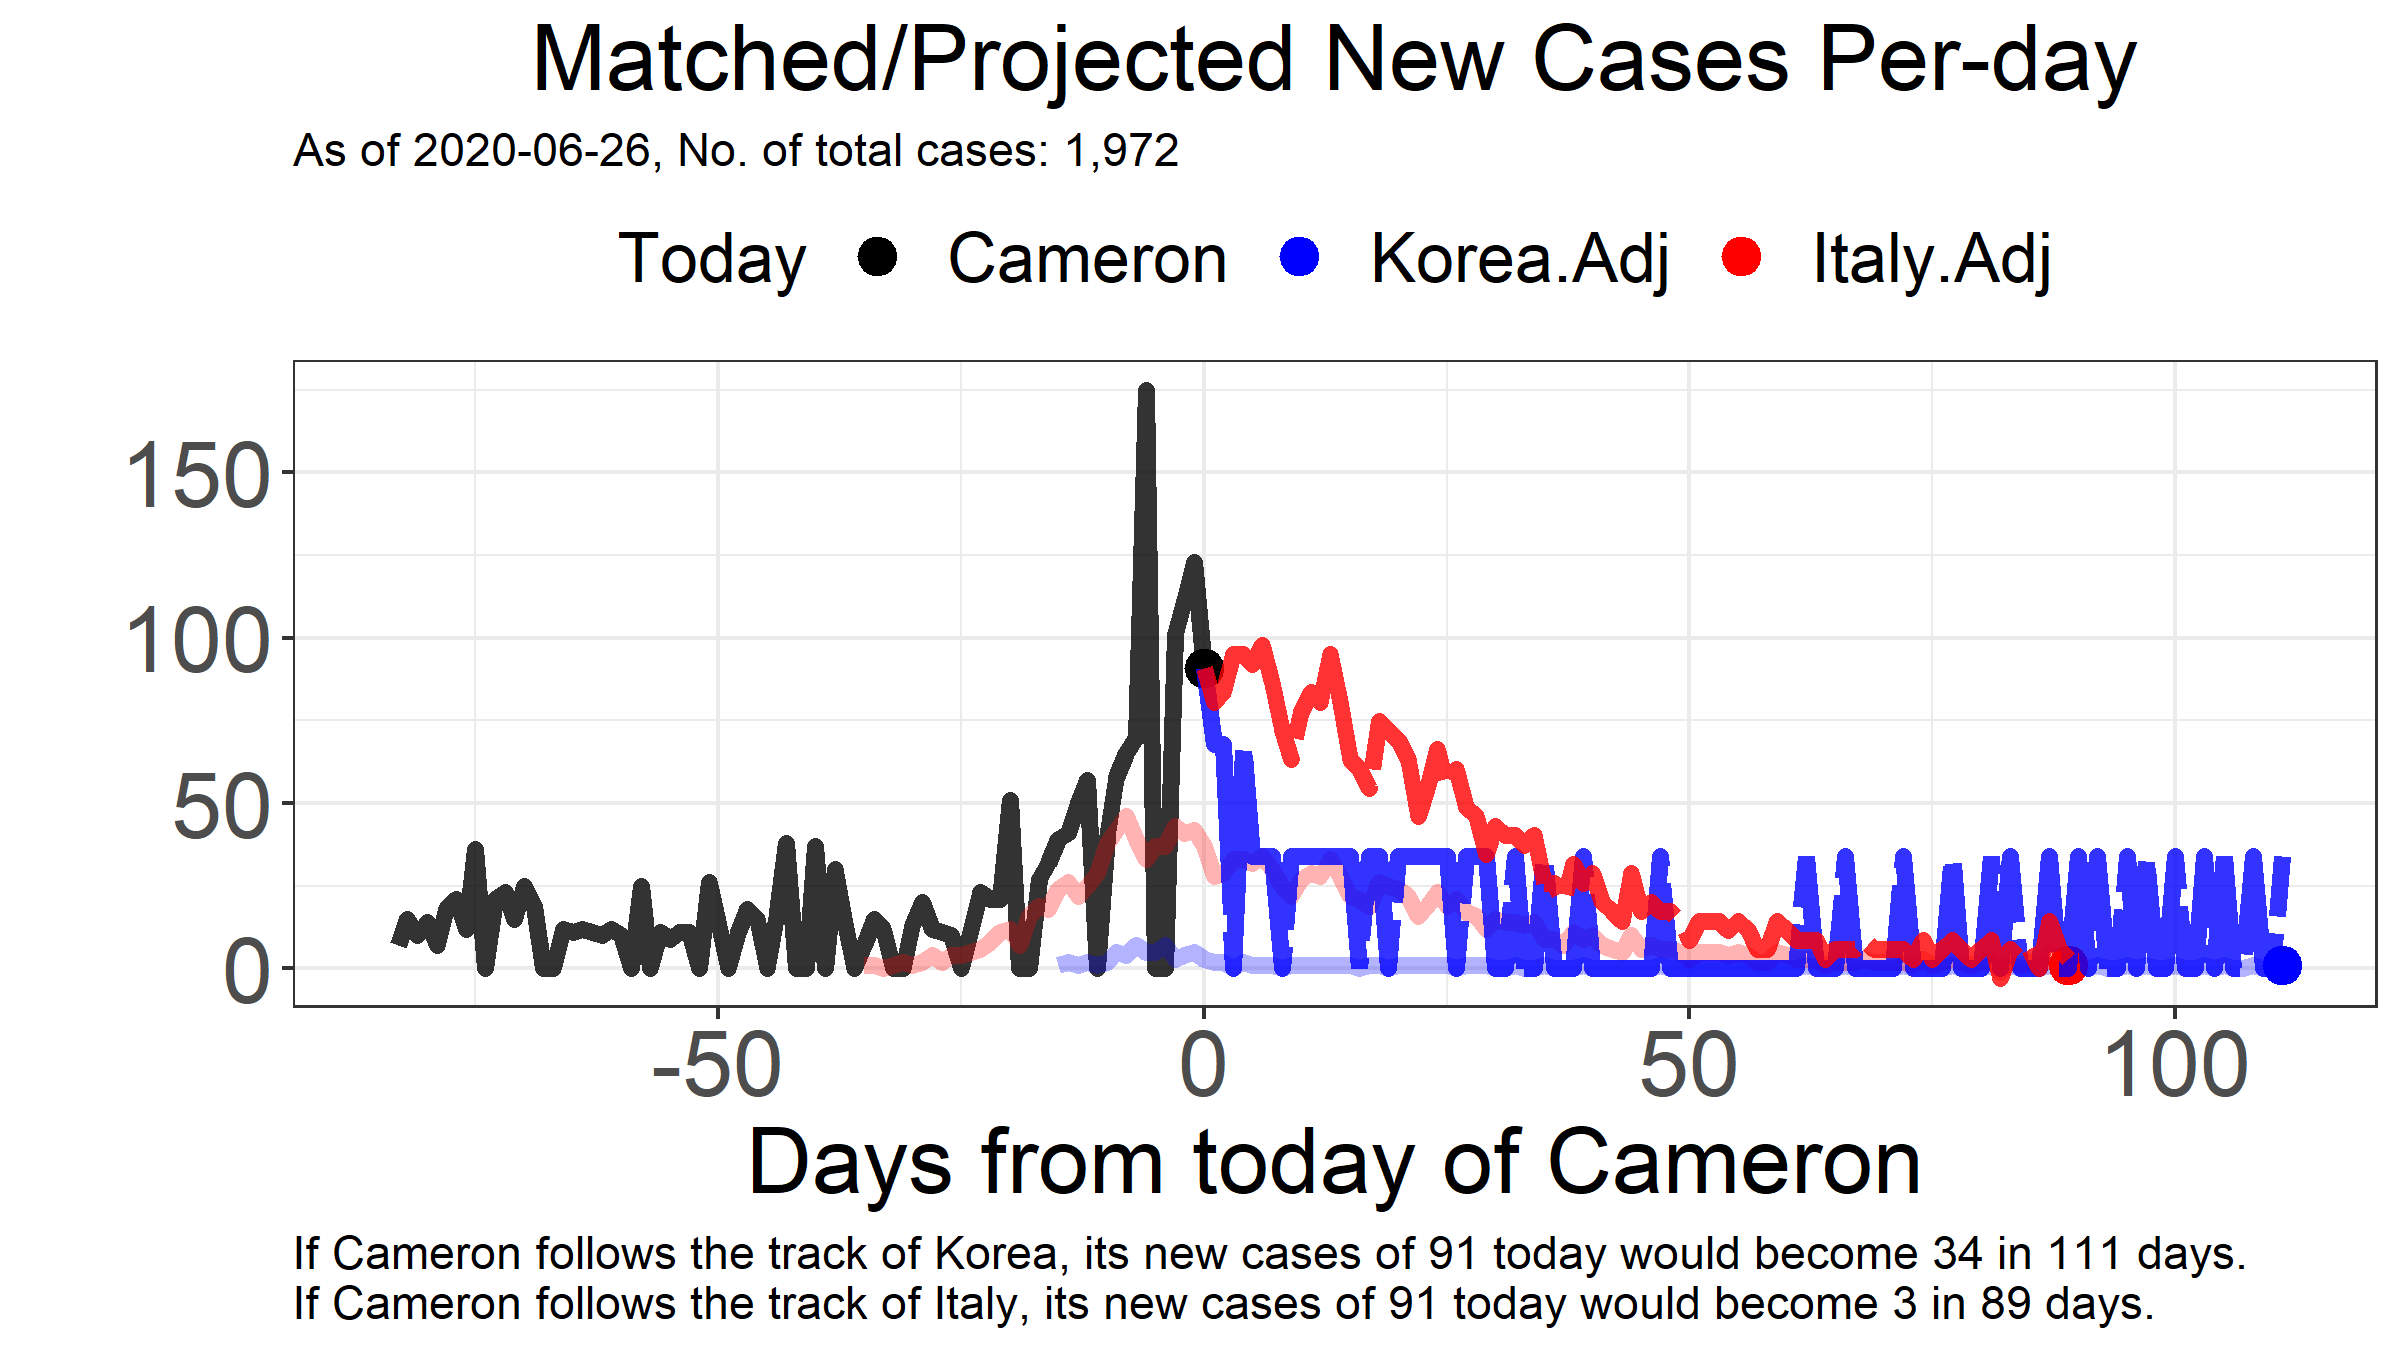 Matched/Projected New Cases Per-day
As of 2020-06-26, No. of total cases: 1,972
Today Cameron Korea.Adj Italy.Adj
150
100
50
0
-50 0 50 100
Days from today of Cameron
If Cameron follows the track of Korea, its new cases of 91 today would become 34 in 111 days.
If Cameron follows the track of Italy, its new cases of 91 today would become 3 in 89 days.